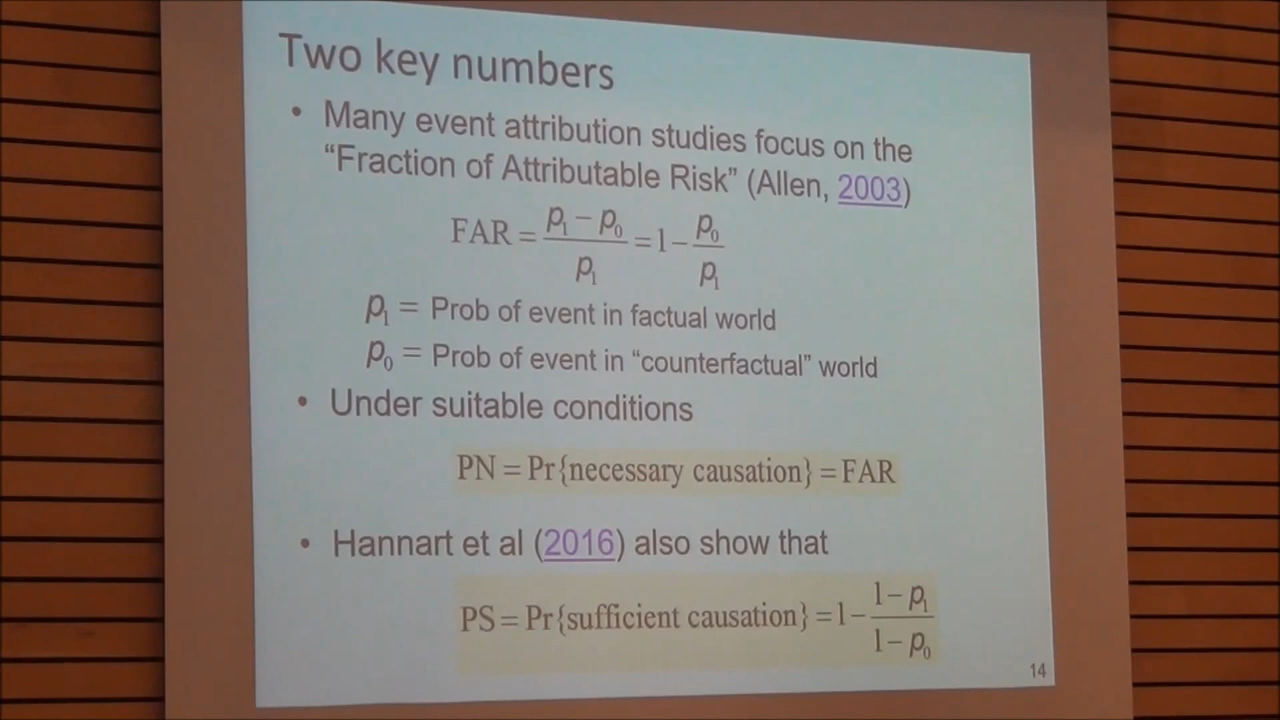 Two key numbers
• Many event attribution studies focus on the
“Fraction of Attributable Risk” (Allen, 2003)
FAR = (p₁ − p₀)/p₁ = 1 − p₀/p₁
p₁ = Prob of event in factual world
p₀ = Prob of event in “counterfactual” world
• Under suitable conditions
PN = Pr{necessary causation} = FAR
• Hannart et al (2016) also show that
PS = Pr{sufficient causation} = 1 − (1 − p₁)/(1 − p₀)
14